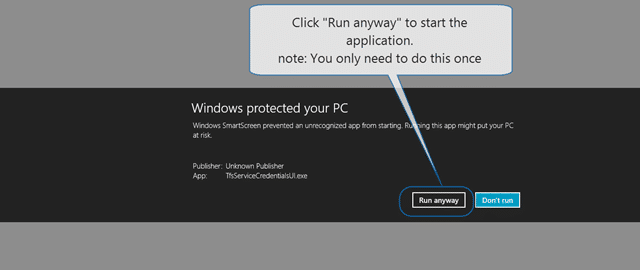 Click "Run anyway" to start the
application.
note: You only need to do this once
Windows protected your PC
Windows SmartScreen prevented an unrecognized app from starting. Running this app might put your PC
at risk.
Publisher: Unknown Publisher
App: TfsServiceCredentialsUI.exe
Run anyway Don't run